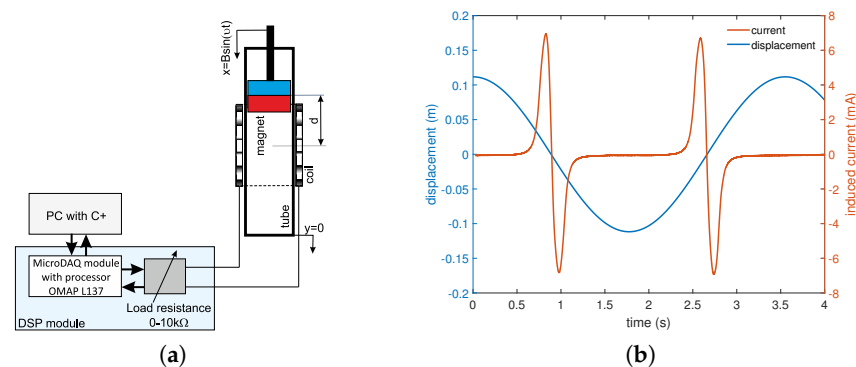 x=Bsin(ωt)
magnet
d
coil
tube
y=0
PC with C+
MicroDAQ module
with processor
OMAP L137
Load resistance
0-10kΩ
DSP module
(a)
current
displacement
displacement (m)
0.2
0.15
0.1
0.05
0
-0.05
-0.1
-0.15
-0.2
0
0.5
1
1.5
2
2.5
3
3.5
4
time (s)
8
6
4
2
0
-2
-4
-6
-8
induced current (mA)
(b)